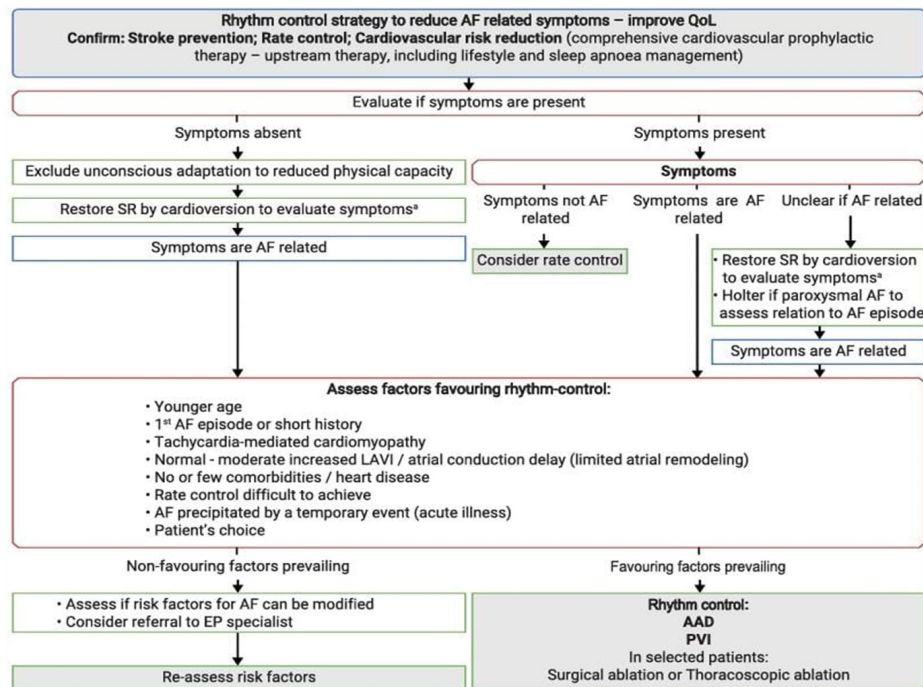 Rhythm control strategy to reduce AF related symptoms – improve QoL
Confirm: Stroke prevention; Rate control; Cardiovascular risk reduction (comprehensive cardiovascular prophylactic
therapy – upstream therapy, including lifestyle and sleep apnoea management)
Evaluate if symptoms are present
Symptoms absent
Exclude unconscious adaptation to reduced physical capacity
Restore SR by cardioversion to evaluate symptomsᵃ
Symptoms are AF related
Symptoms present
Symptoms
Symptoms not AF
related
Consider rate control
Symptoms are AF
related
Unclear if AF related
• Restore SR by cardioversion
to evaluate symptomsᵃ
• Holter if paroxysmal AF to
assess relation to AF episode
Symptoms are AF related
Assess factors favouring rhythm-control:
• Younger age
• 1ˢᵗ AF episode or short history
• Tachycardia-mediated cardiomyopathy
• Normal - moderate increased LAVI / atrial conduction delay (limited atrial remodeling)
• No or few comorbidities / heart disease
• Rate control difficult to achieve
• AF precipitated by a temporary event (acute illness)
• Patient's choice
Non-favouring factors prevailing
• Assess if risk factors for AF can be modified
• Consider referral to EP specialist
Re-assess risk factors
Favouring factors prevailing
Rhythm control:
AAD
PVI
In selected patients:
Surgical ablation or Thoracoscopic ablation